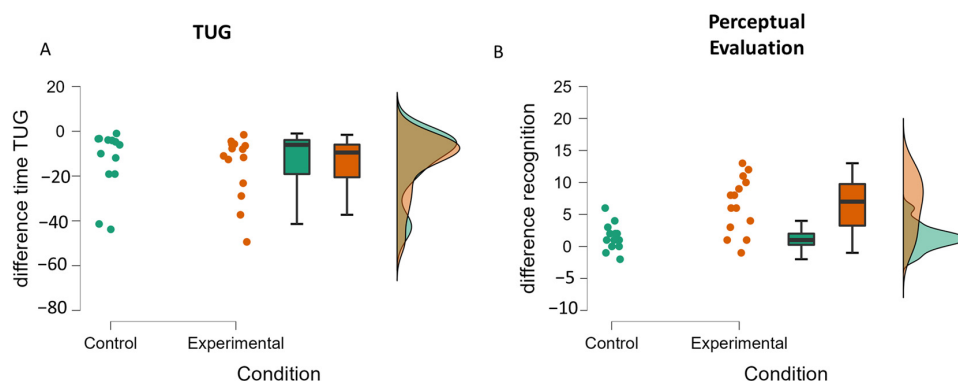 TUG
A
20
0
−20
−40
−60
−80
difference time TUG
Control
Experimental
Condition
Perceptual
Evaluation
B
25
20
15
10
5
0
−5
−10
difference recognition
Control
Experimental
Condition